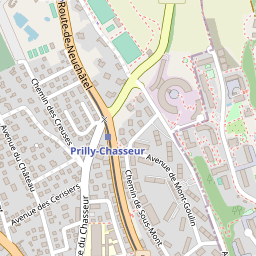 Route-de-Neuchâtel
Chemin des Creuses
Avenue du Château
Prilly-Chasseur
Avenue de Mont-Goulin
Avenue des Cerisiers
Chemin de Sous-Mont
du Chasseur